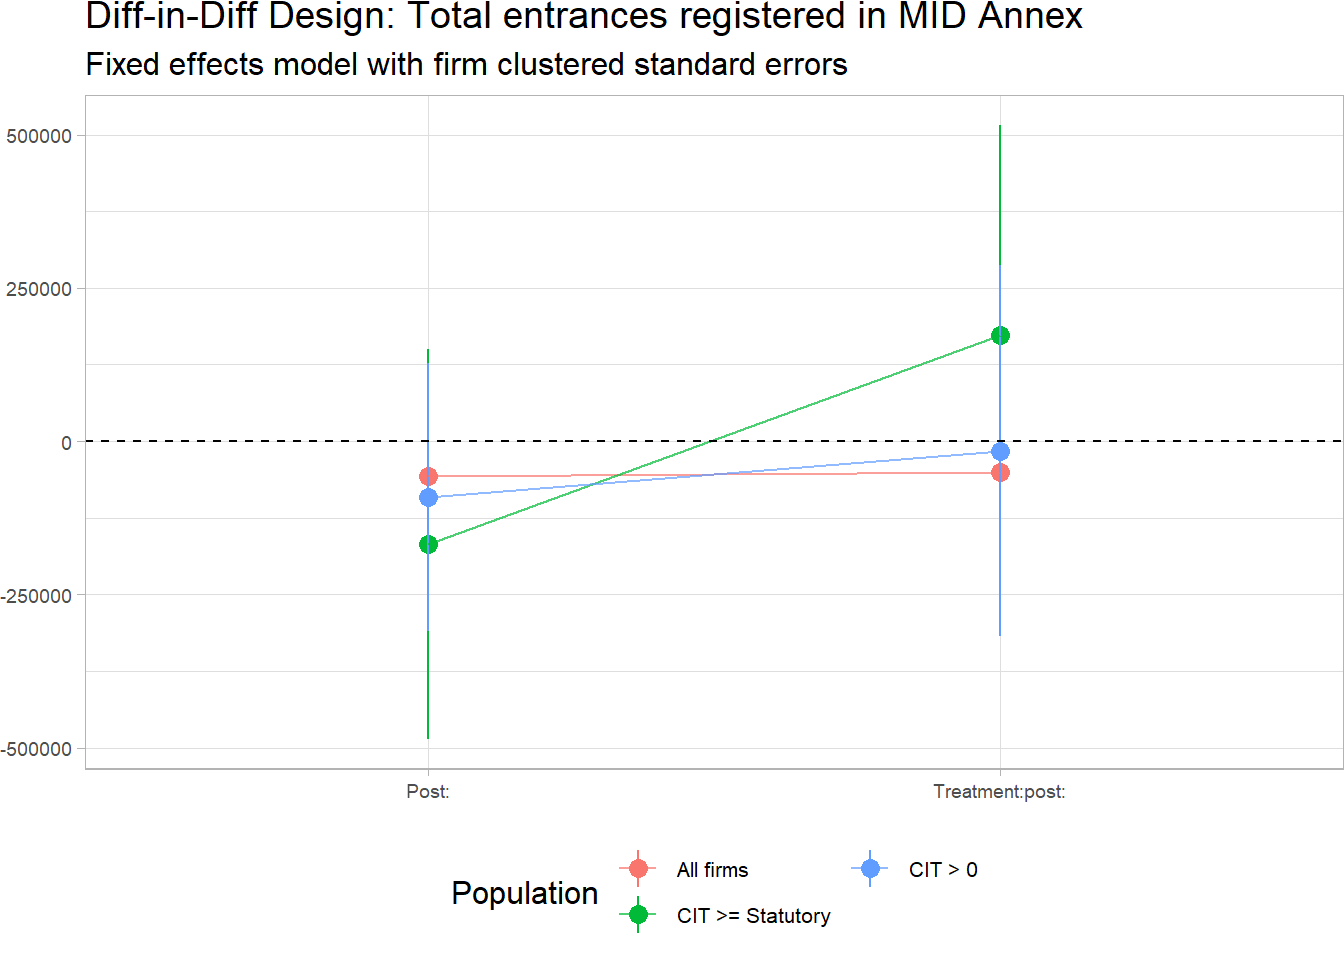 Diff-in-Diff Design: Total entrances registered in MID Annex
Fixed effects model with firm clustered standard errors
500000
250000
0
-250000
-500000
Post:
Treatment:post:
Population
All firms
CIT > 0
CIT >= Statutory